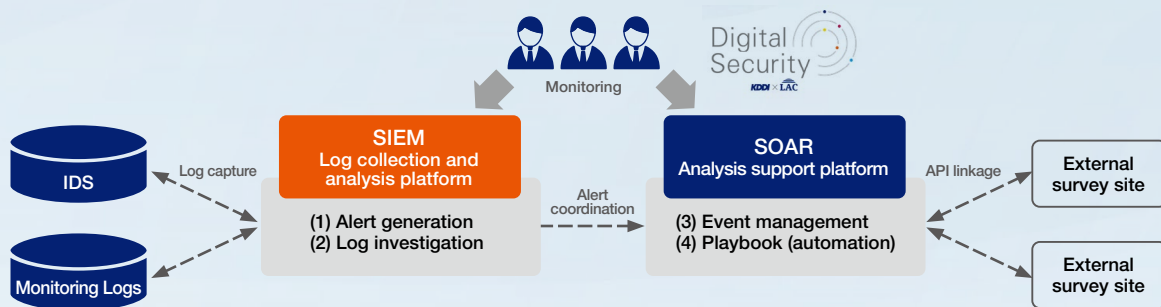 Digital
Security
KDDI × LAC
Monitoring
SIEM
Log collection and
analysis platform
SOAR
Analysis support platform
IDS
Log capture
Monitoring Logs
(1) Alert generation
(2) Log investigation
Alert
coordination
(3) Event management
(4) Playbook (automation)
API linkage
External
survey site
External
survey site